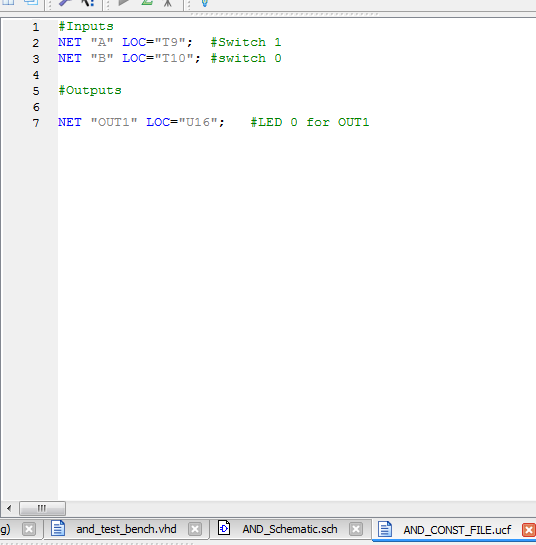 1 #Inputs
2 NET "A" LOC="T9"; #Switch 1
3 NET "B" LOC="T10"; #switch 0
4
5 #Outputs
6
7 NET "OUT1" LOC="U16"; #LED 0 for OUT1
g) and_test_bench.vhd AND_Schematic.sch AND_CONST_FILE.ucf